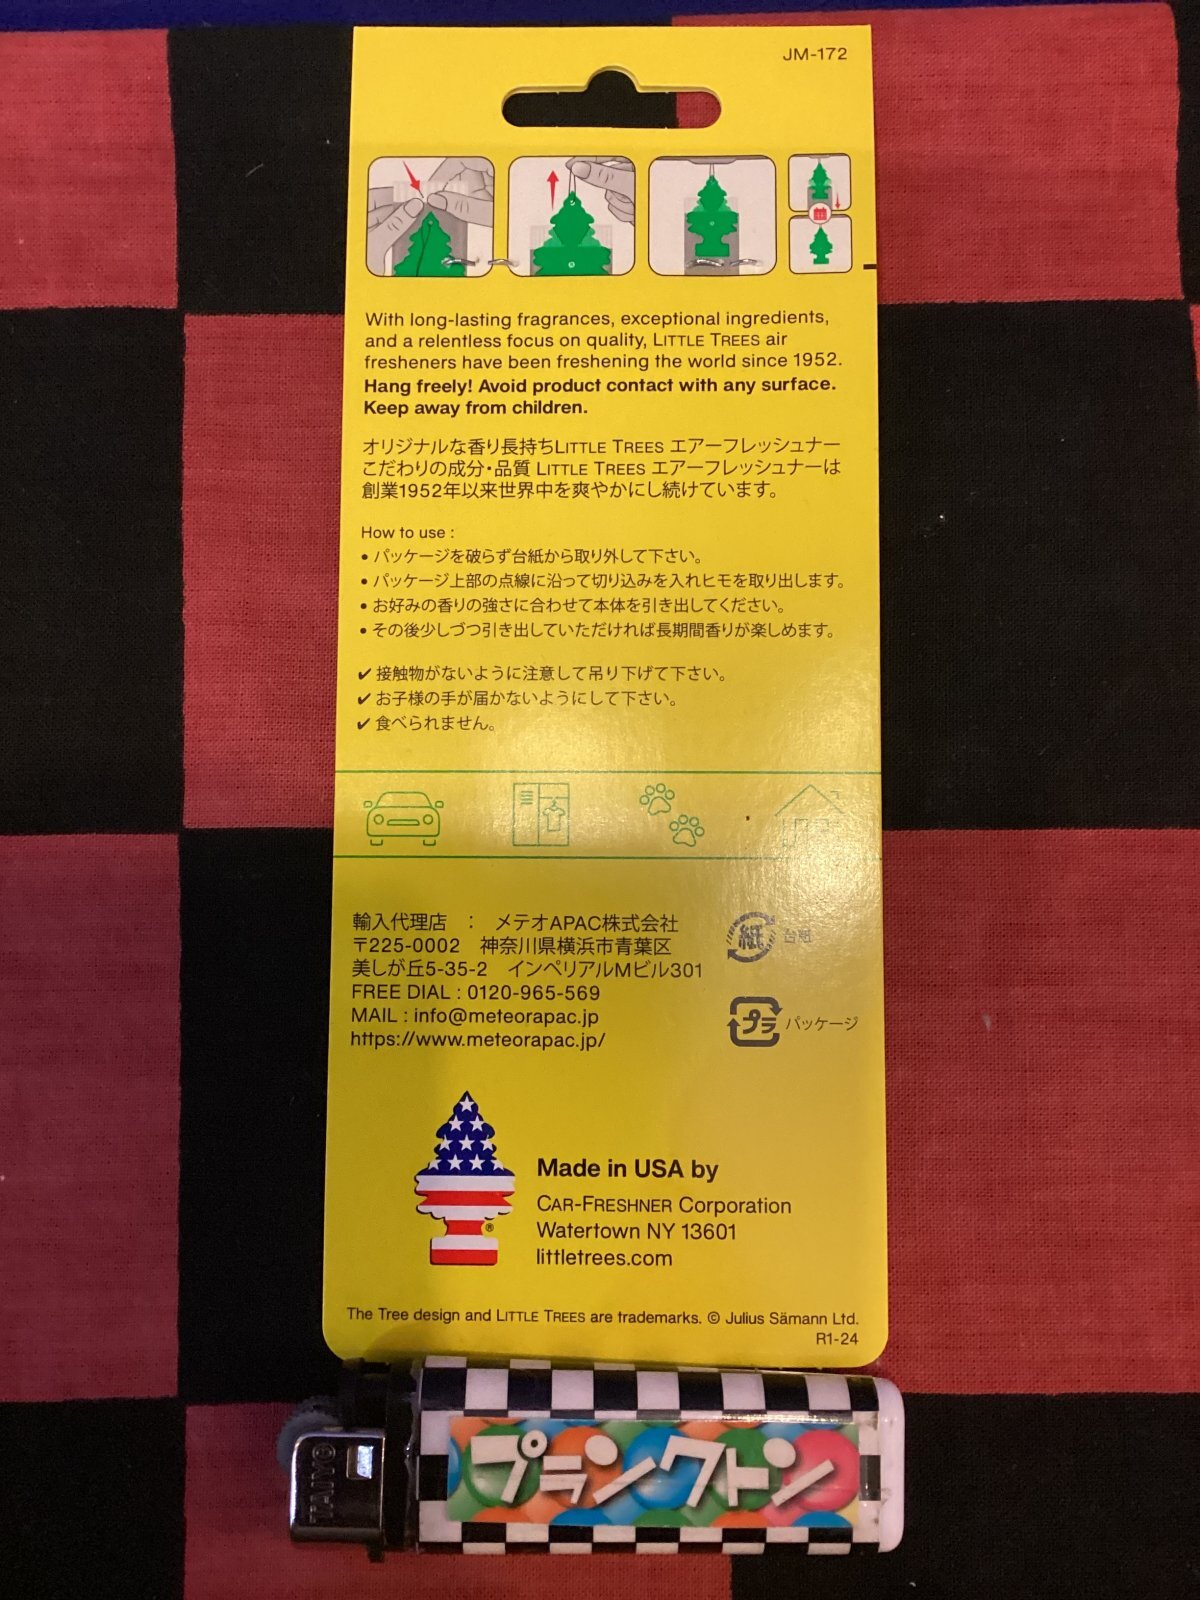 JM-172
With long-lasting fragrances, exceptional ingredients,
and a relentless focus on quality, LITTLE TREES air
fresheners have been freshening the world since 1952.
Hang freely! Avoid product contact with any surface.
Keep away from children.
オリジナルな香り長持ちLITTLE TREES エアーフレッシュナー
こだわりの成分・品質 LITTLE TREES エアーフレッシュナーは
創業1952年以来世界中を爽やかにし続けています。
How to use :
• パッケージを破らず台紙から取り外して下さい。
• パッケージ上部の点線に沿って切り込みを入れヒモを取り出します。
• お好みの香りの強さに合わせて本体を引き出してください。
• その後少しづつ引き出していただければ長期間香りが楽しめます。
✔ 接触物がないように注意して吊り下げて下さい。
✔ お子様の手が届かないようにして下さい。
✔ 食べられません。
輸入代理店 : メテオAPAC株式会社
〒225-0002 神奈川県横浜市青葉区
美しが丘5-35-2 インペリアルMビル301
FREE DIAL : 0120-965-569
MAIL : info@meteorapac.jp
https://www.meteorapac.jp/
紙 台紙
プラ パッケージ
®
Made in USA by
CAR-FRESHNER Corporation
Watertown NY 13601
littletrees.com
The Tree design and LITTLE TREES are trademarks. © Julius Sämann Ltd.
R1-24
TAIYO
プランクトン